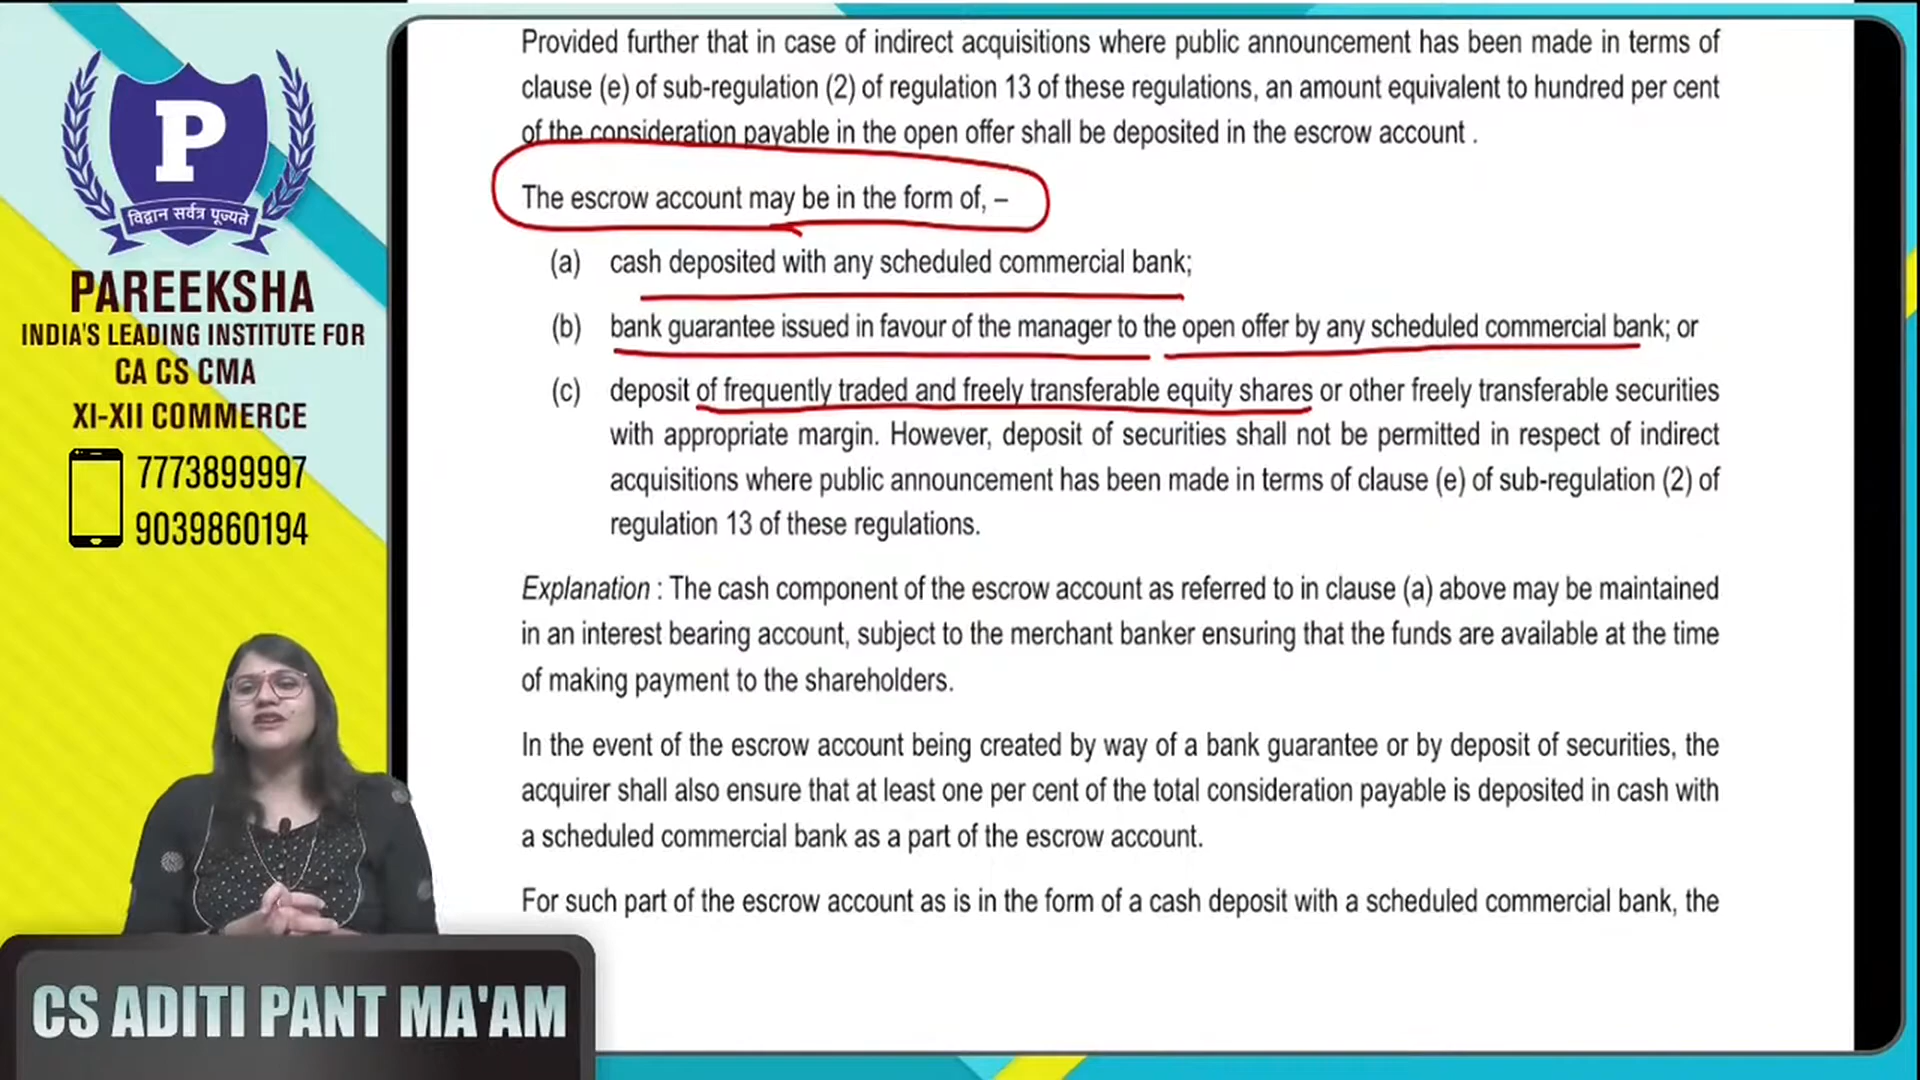 P
विद्वान सर्वत्र पूज्यते
PAREEKSHA
INDIA'S LEADING INSTITUTE FOR
CA CS CMA
XI-XII COMMERCE
7773899997
9039860194
Provided further that in case of indirect acquisitions where public announcement has been made in terms of
clause (e) of sub-regulation (2) of regulation 13 of these regulations, an amount equivalent to hundred per cent
of the consideration payable in the open offer shall be deposited in the escrow account .
The escrow account may be in the form of, –
(a) cash deposited with any scheduled commercial bank;
(b) bank guarantee issued in favour of the manager to the open offer by any scheduled commercial bank; or
(c) deposit of frequently traded and freely transferable equity shares or other freely transferable securities
with appropriate margin. However, deposit of securities shall not be permitted in respect of indirect
acquisitions where public announcement has been made in terms of clause (e) of sub-regulation (2) of
regulation 13 of these regulations.
Explanation : The cash component of the escrow account as referred to in clause (a) above may be maintained
in an interest bearing account, subject to the merchant banker ensuring that the funds are available at the time
of making payment to the shareholders.
In the event of the escrow account being created by way of a bank guarantee or by deposit of securities, the
acquirer shall also ensure that at least one per cent of the total consideration payable is deposited in cash with
a scheduled commercial bank as a part of the escrow account.
For such part of the escrow account as is in the form of a cash deposit with a scheduled commercial bank, the
CS ADITI PANT MA'AM